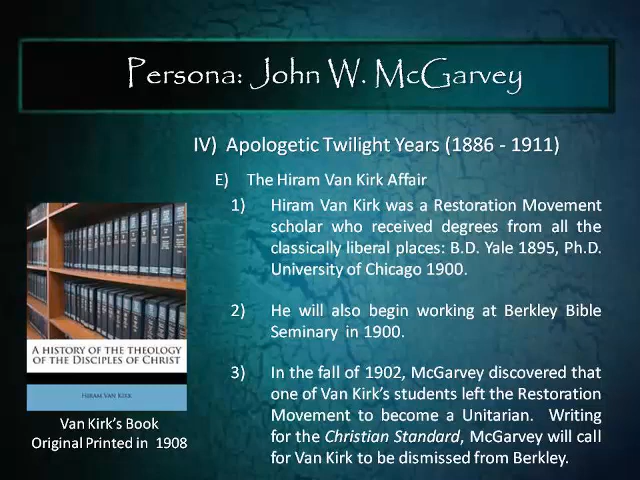 Persona: John W. McGarvey
IV) Apologetic Twilight Years (1886 - 1911)
E) The Hiram Van Kirk Affair
1) Hiram Van Kirk was a Restoration Movement
scholar who received degrees from all the
classically liberal places: B.D. Yale 1895, Ph.D.
University of Chicago 1900.
2) He will also begin working at Berkley Bible
Seminary in 1900.
3) In the fall of 1902, McGarvey discovered that
one of Van Kirk's students left the Restoration
Movement to become a Unitarian. Writing
for the Christian Standard, McGarvey will call
for Van Kirk to be dismissed from Berkley.
A HISTORY OF THE THEOLOGY
OF THE DISCIPLES OF CHRIST
HIRAM VAN KIRK
Van Kirk's Book
Original Printed in 1908